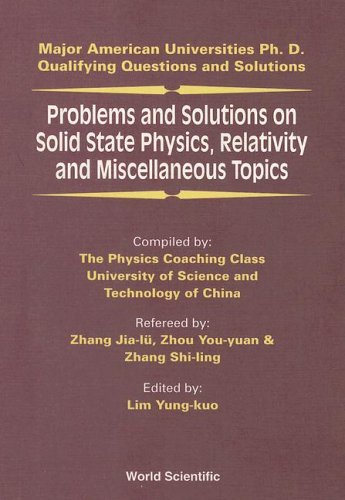 Major American Universities Ph. D.
Qualifying Questions and Solutions
Problems and Solutions on
Solid State Physics, Relativity
and Miscellaneous Topics
Compiled by:
The Physics Coaching Class
University of Science and
Technology of China
Refereed by:
Zhang Jia-lü, Zhou You-yuan &
Zhang Shi-ling
Edited by:
Lim Yung-kuo
World Scientific